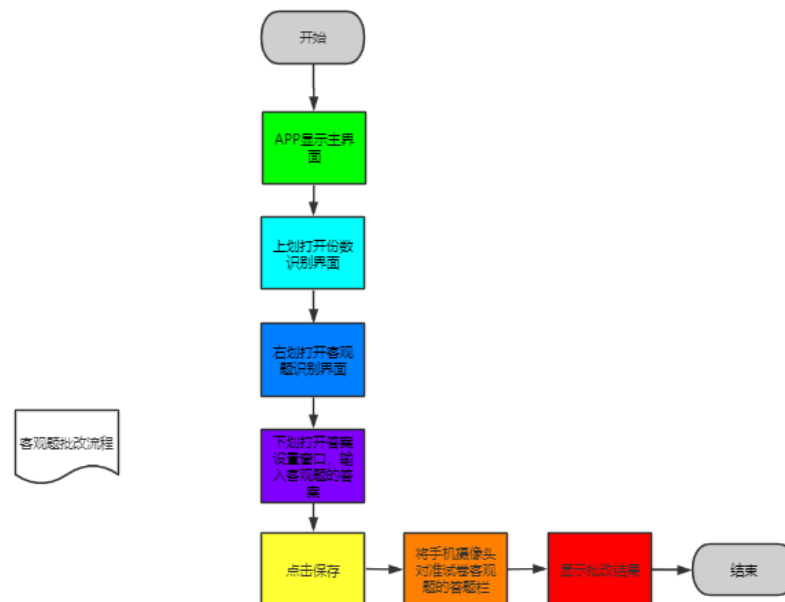 开始
APP显示主界
面
上划打开份数
识别界面
右划打开客观
题识别界面
客观题批改流程
下划打开答案
设置窗口，输
入客观题的答
案
点击保存
将手机摄像头
对准试卷客观
题的答题栏
显示批改结果
结束